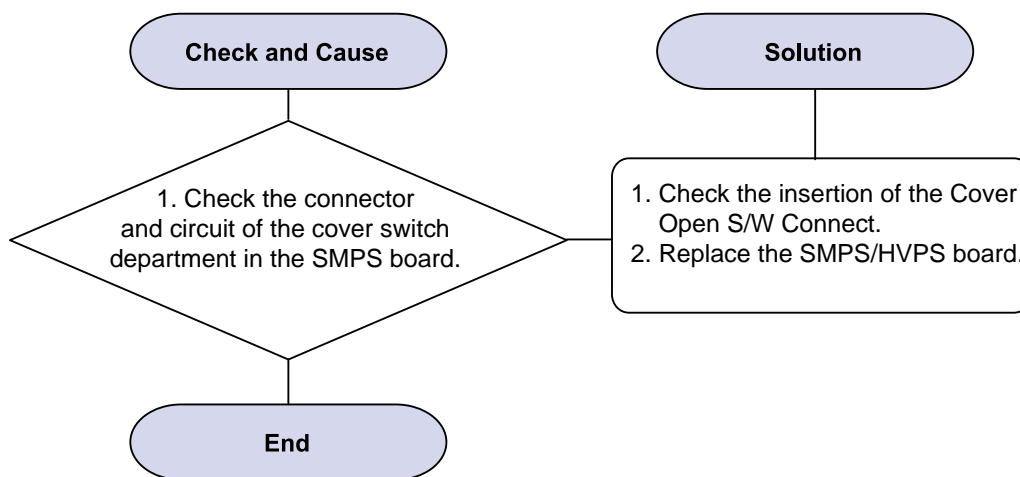 Check and Cause
1. Check the connector
and circuit of the cover switch
department in the SMPS board.
End
Solution
1. Check the insertion of the Cover
Open S/W Connect.
2. Replace the SMPS/HVPS board.